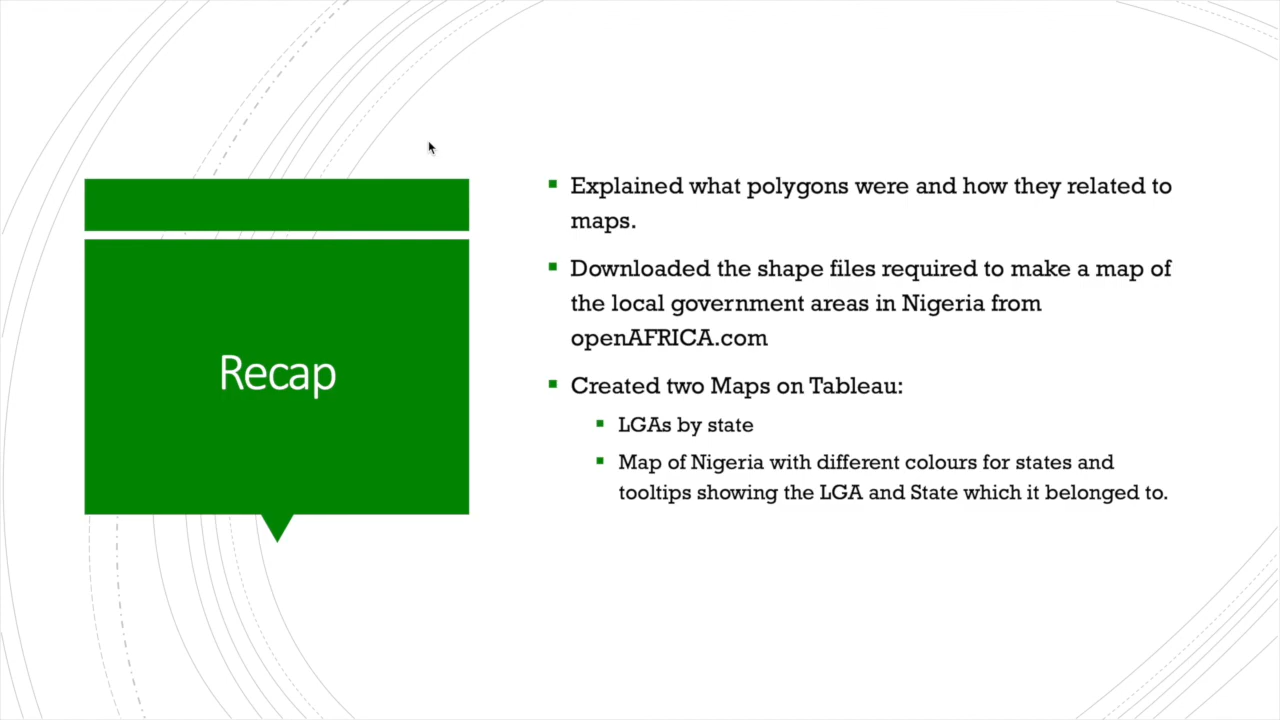 Recap
Explained what polygons were and how they related to
maps.
Downloaded the shape files required to make a map of
the local government areas in Nigeria from
openAFRICA.com
Created two Maps on Tableau:
LGAs by state
Map of Nigeria with different colours for states and
tooltips showing the LGA and State which it belonged to.